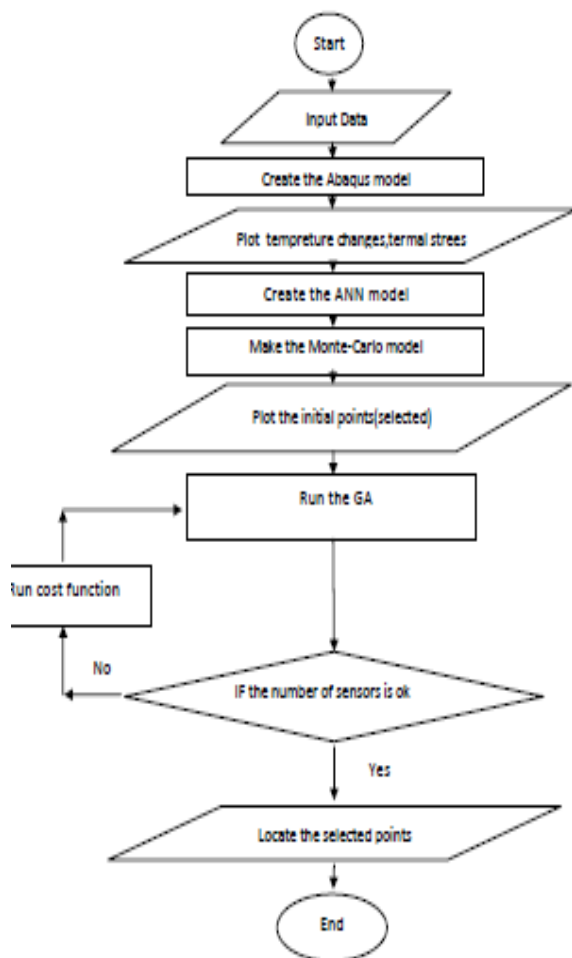 Start
Input Data
Create the Abaqus model
Plot tempreture changes,termal strees
Create the ANN model
Make the Monte-Carlo model
Plot the initial points(selected)
Run the GA
Run cost function
No
IF the number of sensors is ok
Yes
Locate the selected points
End